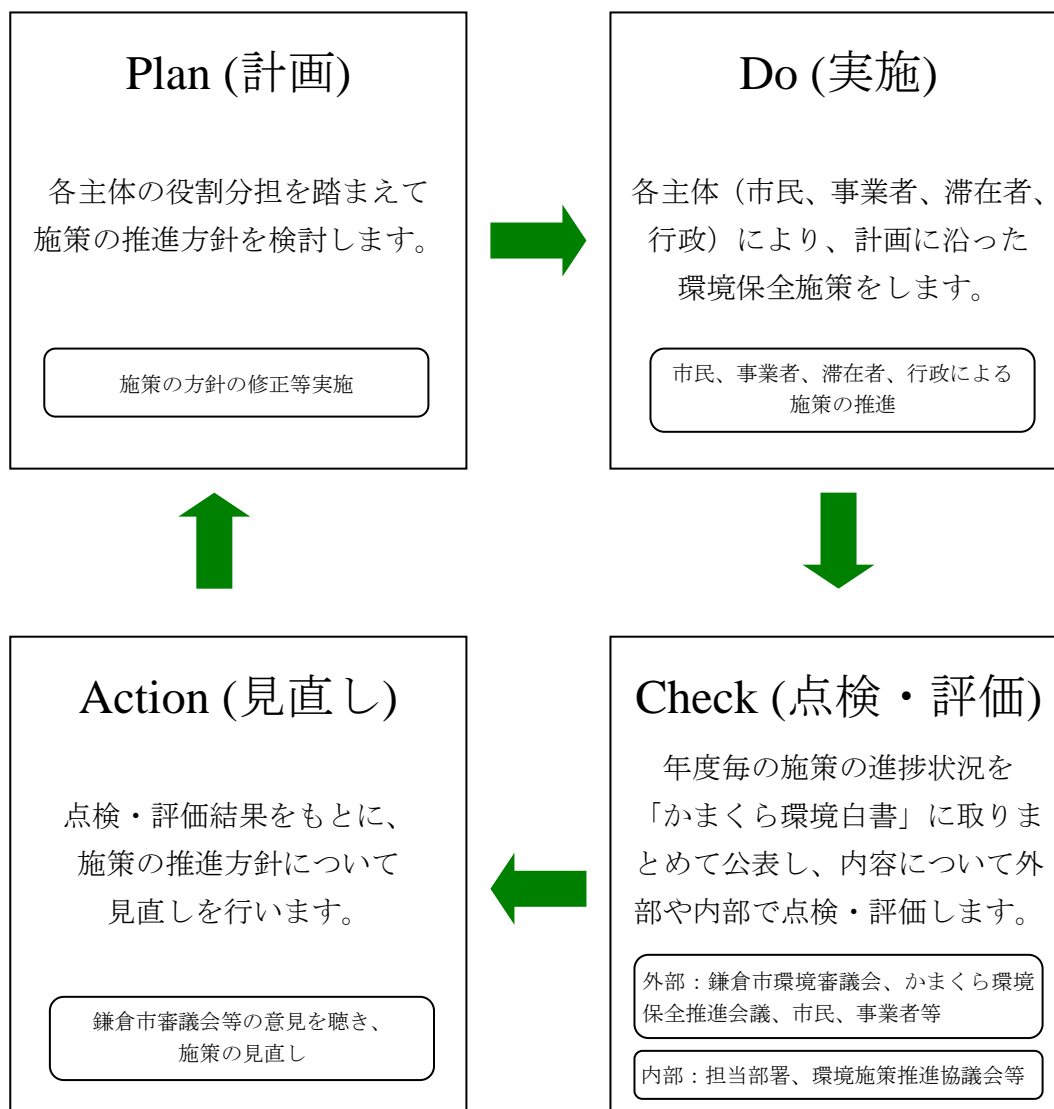 Plan (計画)
各主体の役割分担を踏まえて
施策の推進方針を検討します。
施策の方針の修正等実施
Do (実施)
各主体（市民、事業者、滞在者、
行政）により、計画に沿った
環境保全施策をします。
市民、事業者、滞在者、行政による
施策の推進
Check (点検・評価)
年度毎の施策の進捗状況を
「かまくら環境白書」に取りま
とめて公表し、内容について外
部や内部で点検・評価します。
外部：鎌倉市環境審議会、かまくら環境
保全推進会議、市民、事業者等
内部：担当部署、環境施策推進協議会等
Action (見直し)
点検・評価結果をもとに、
施策の推進方針について
見直しを行います。
鎌倉市審議会等の意見を聴き、
施策の見直し